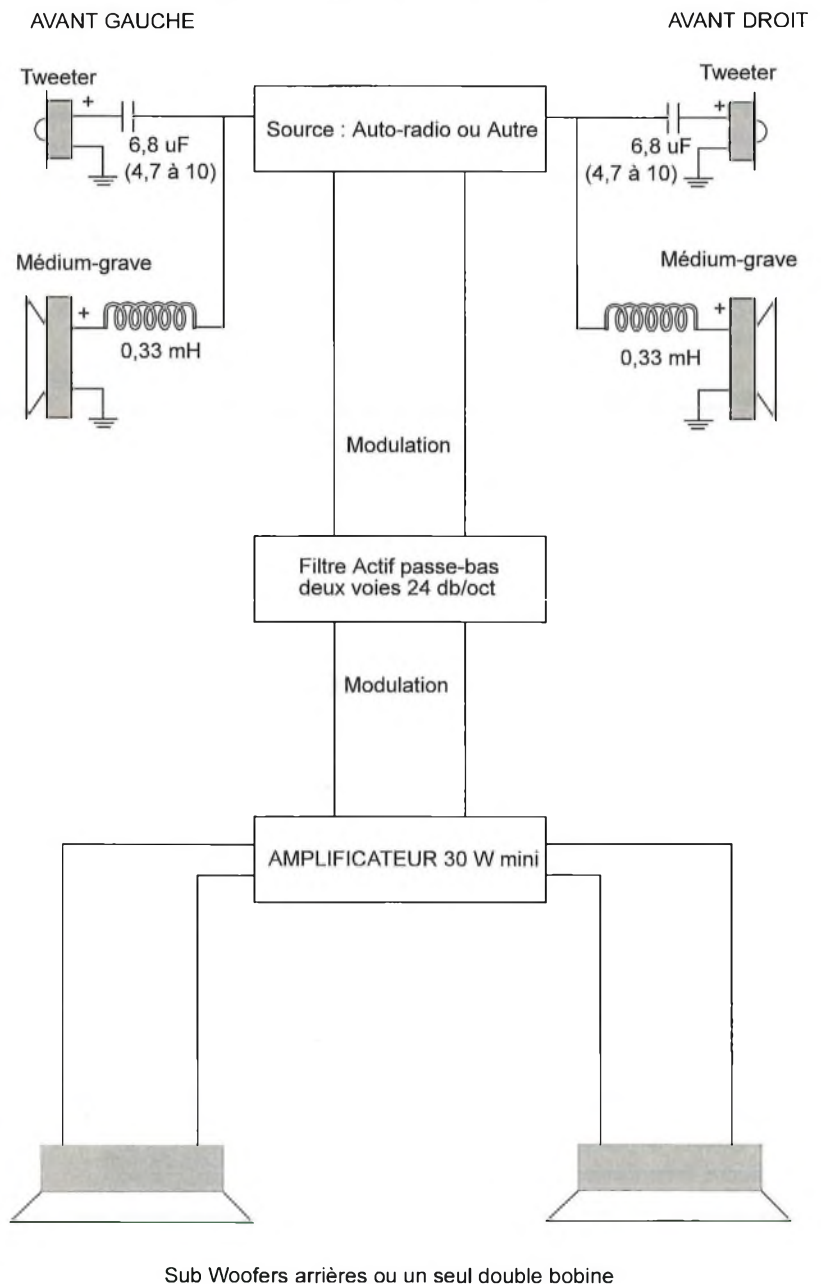 AVANT GAUCHE
AVANT DROIT
Tweeter
Tweeter
+
+
Source : Auto-radio ou Autre
6,8 uF
(4,7 à 10)
6,8 uF
(4,7 à 10)
Médium-grave
Médium-grave
+
+
0,33 mH
0,33 mH
Modulation
Filtre Actif passe-bas
deux voies 24 db/oct
Modulation
AMPLIFICATEUR 30 W mini
Sub Woofers arrières ou un seul double bobine